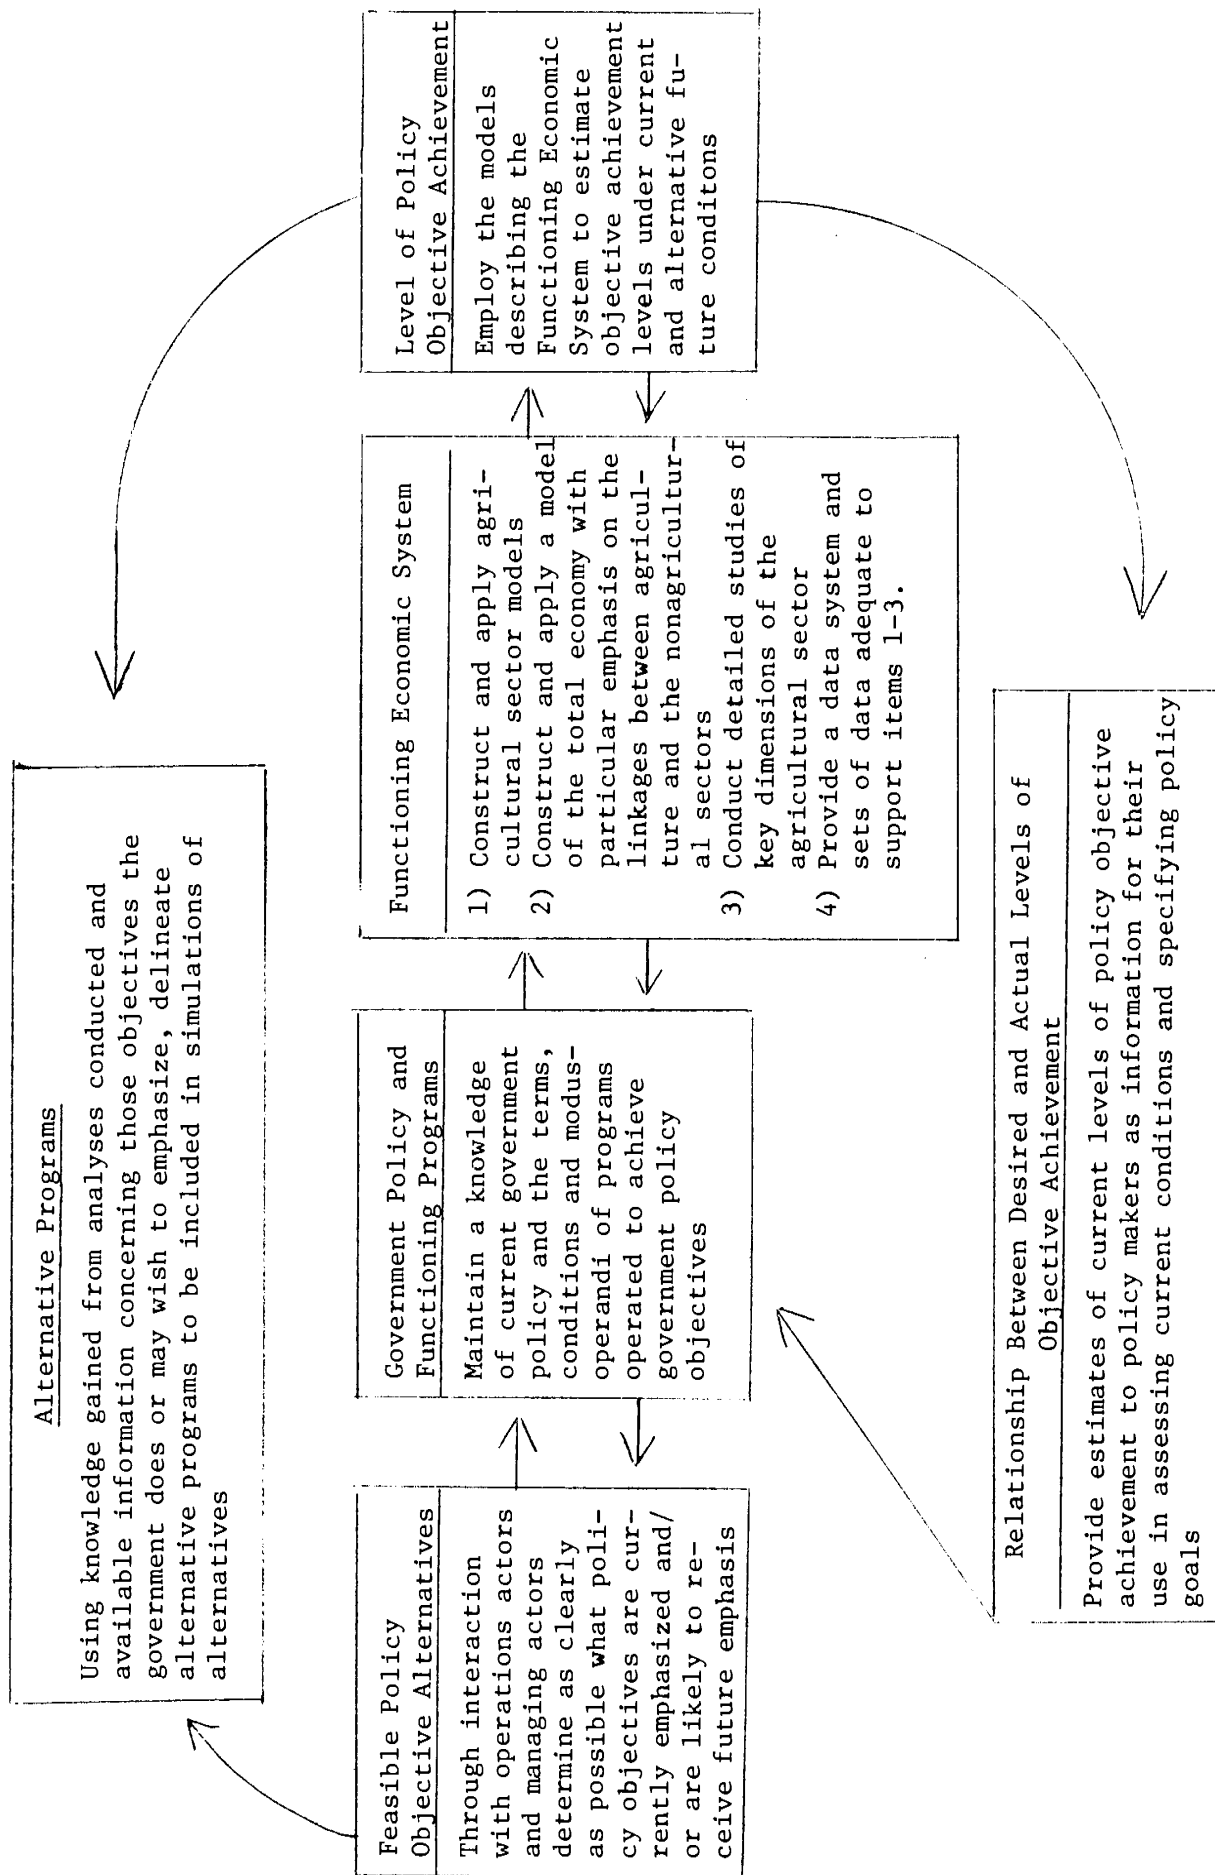 Alternative Programs
Using knowledge gained from analyses conducted and
available information concerning those objectives the
government does or may wish to emphasize, delineate
alternative programs to be included in simulations of
alternatives
Feasible Policy
Objective Alternatives
Through interaction
with operations actors
and managing actors
determine as clearly
as possible what poli-
cy objectives are cur-
rently emphasized and/
or are likely to re-
ceive future emphasis
Government Policy and
Functioning Programs
Maintain a knowledge
of current government
policy and the terms,
conditions and modus-
operandi of programs
operated to achieve
government policy
objectives
Functioning Economic System
1) Construct and apply agri-
cultural sector models
2) Construct and apply a model
of the total economy with
particular emphasis on the
linkages between agricul-
ture and the nonagricultur-
al sectors
3) Conduct detailed studies of
key dimensions of the
agricultural sector
4) Provide a data system and
sets of data adequate to
support items 1-3.
Level of Policy
Objective Achievement
Employ the models
describing the
Functioning Economic
System to estimate
objective achievement
levels under current
and alternative fu-
ture conditons
Relationship Between Desired and Actual Levels of
Objective Achievement
Provide estimates of current levels of policy objective
achievement to policy makers as information for their
use in assessing current conditions and specifying policy
goals